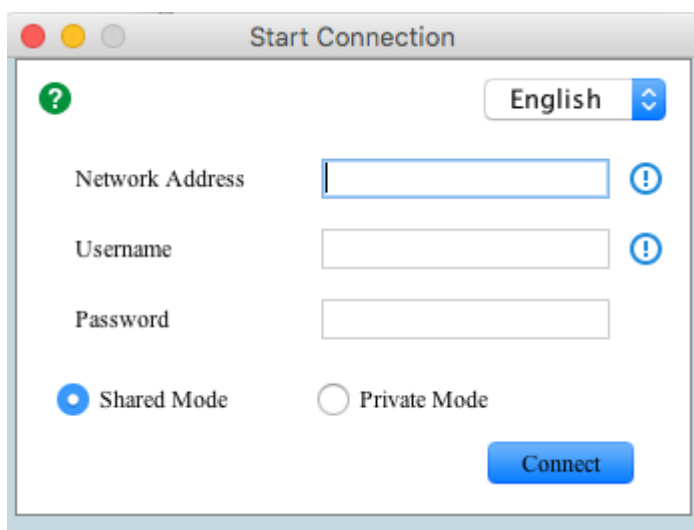 Start Connection
English
Network Address
Username
Password
Shared Mode
Private Mode
Connect